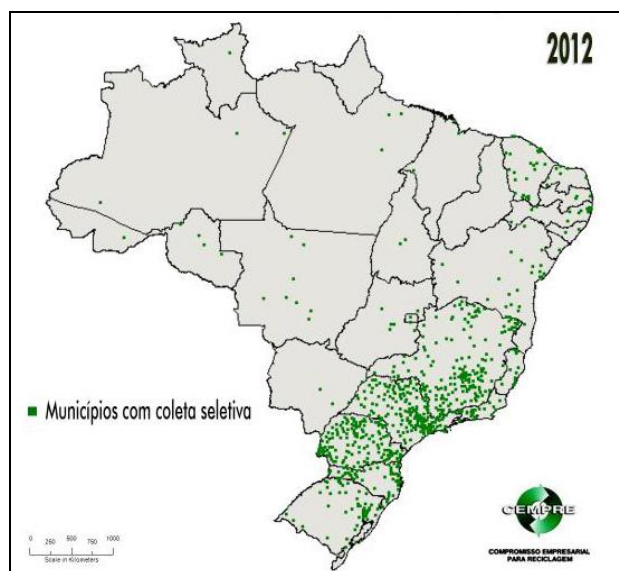 2012
Municípios com coleta seletiva
0 250 500 750 1000
Scale in Kilometers
CEMPRE
COMPROMISSO EMPRESARIAL
PARA RECICLAGEM